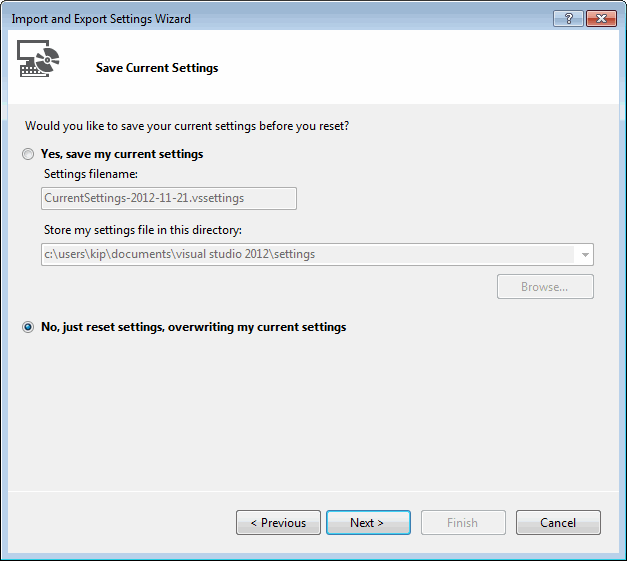 Import and Export Settings Wizard
?
Save Current Settings
Would you like to save your current settings before you reset?
Yes, save my current settings
Settings filename:
CurrentSettings-2012-11-21.vssettings
Store my settings file in this directory:
c:\users\kip\documents\visual studio 2012\settings
Browse...
No, just reset settings, overwriting my current settings
< Previous Next > Finish Cancel